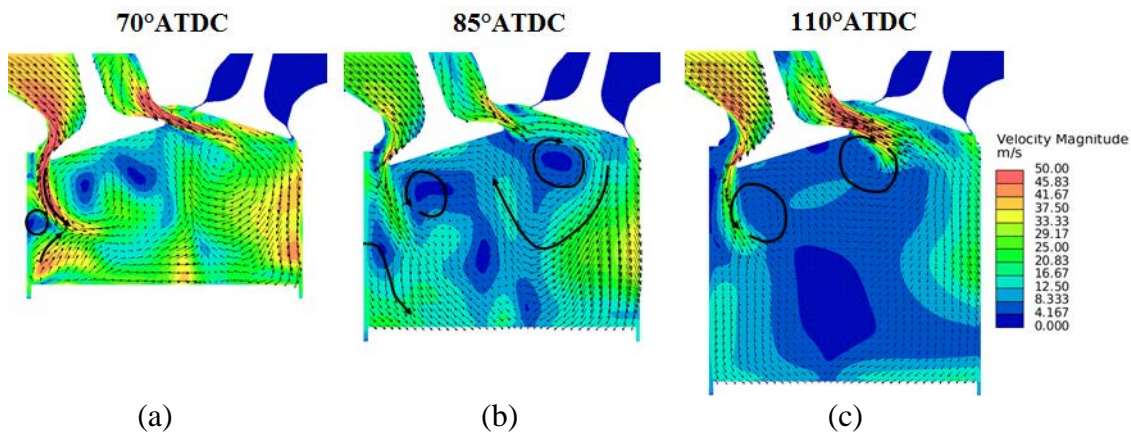 70°ATDC
85°ATDC
110°ATDC
Velocity Magnitude
m/s
50.00
45.83
41.67
37.50
33.33
29.17
25.00
20.83
16.67
12.50
8.333
4.167
0.000
(a)
(b)
(c)